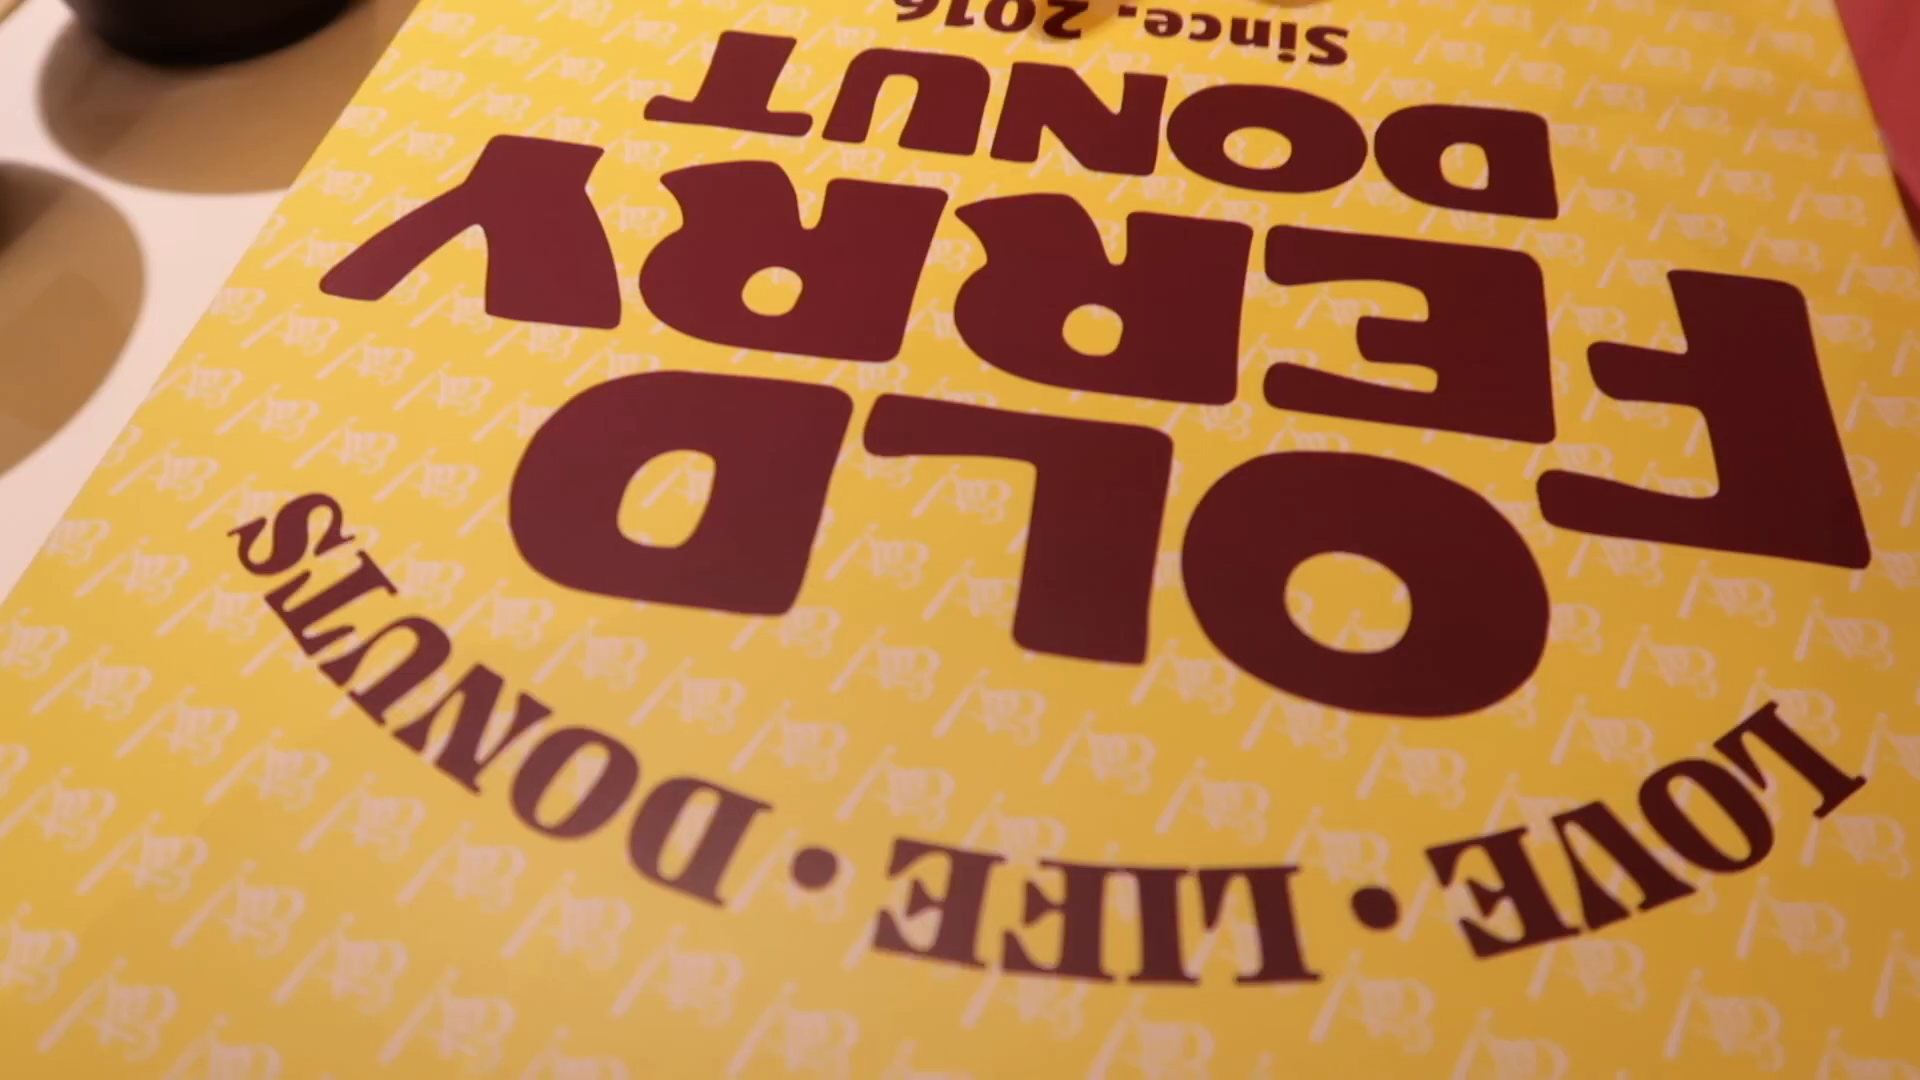 LOVE • LIFE • DONUTS
OLD
FERRY
DONUT
Since, 2016